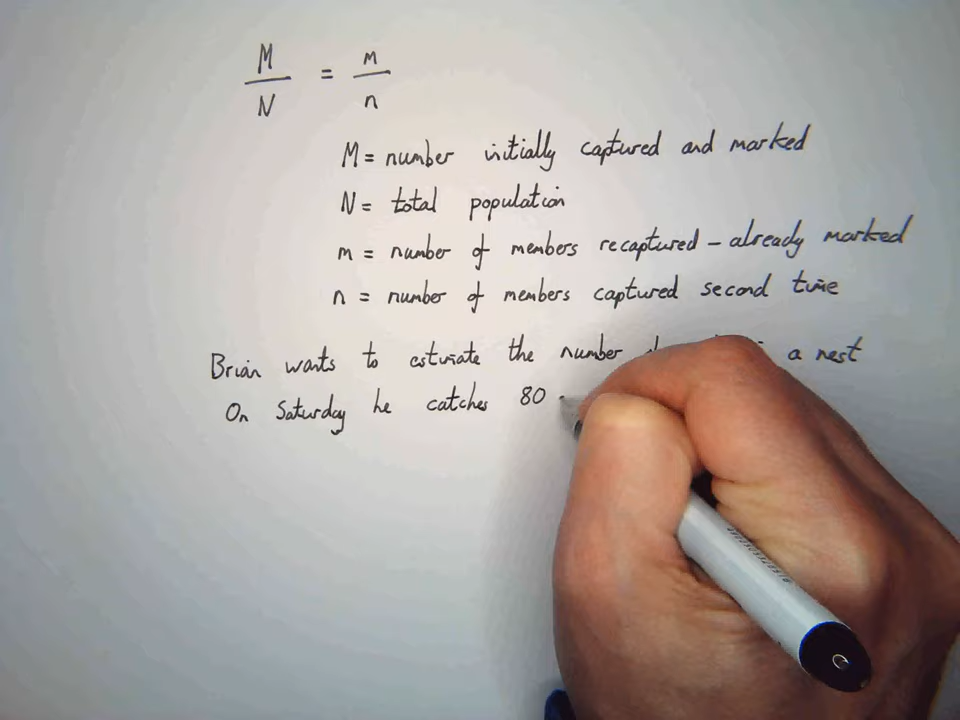 M = m
N n
M = number initially captured and marked
N = total population
m = number of members recaptured - already marked
n = number of members captured second time
Brian wants to estimate the number a nest
On Saturday he catches 80